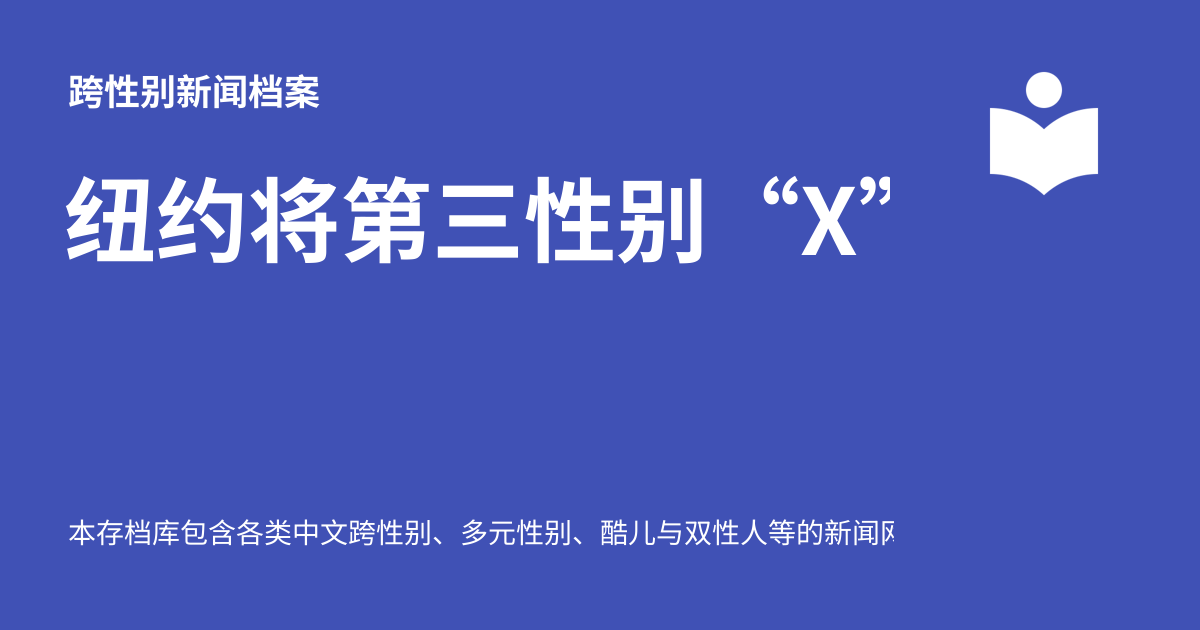 跨性别新闻档案
纽约将第三性别“X”
本存档库包含各类中文跨性别、多元性别、酷儿与双性人等的新闻